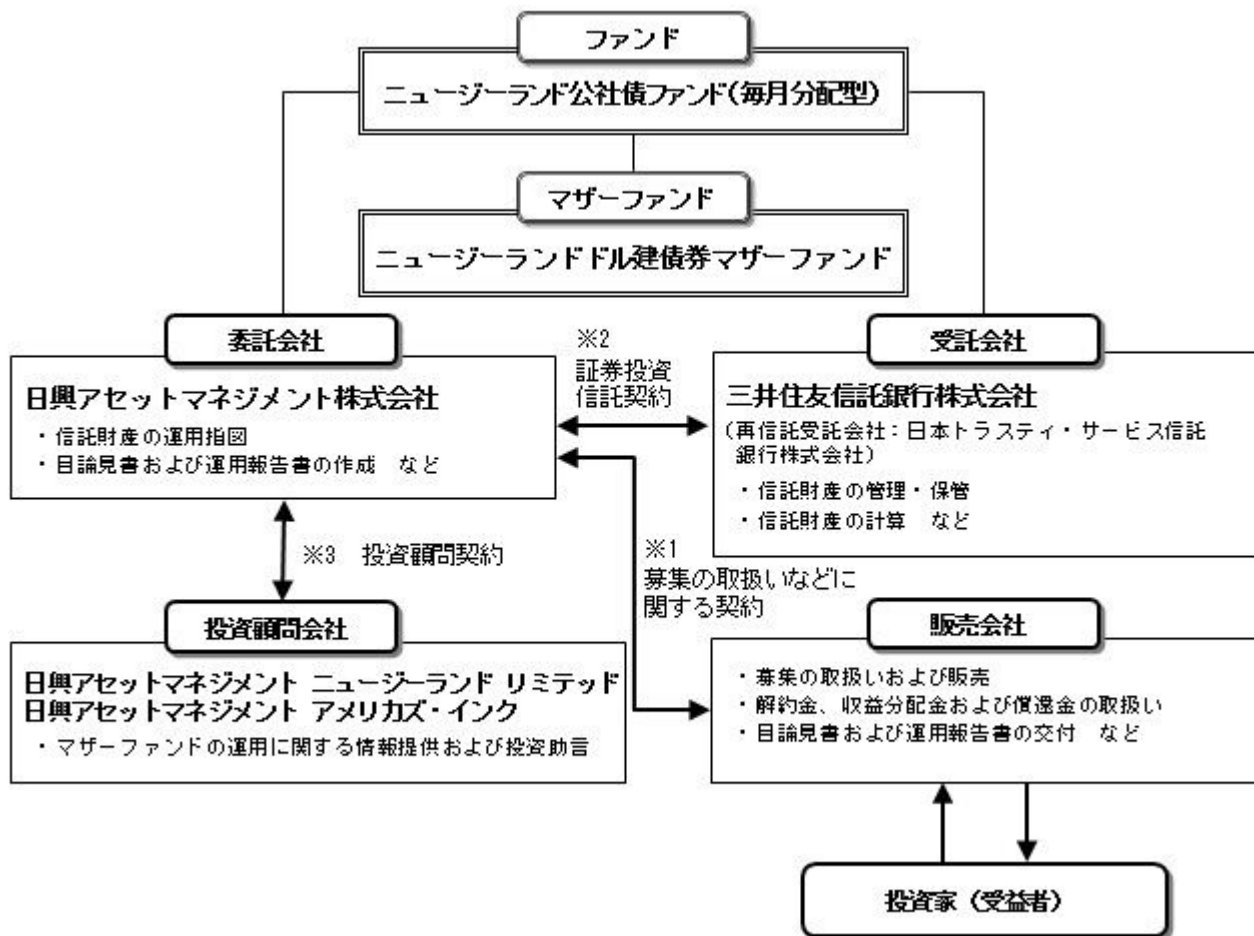 ファンド
ニュージーランド公社債ファンド(毎月分配型)
マザーファンド
ニュージーランドドル建債券マザーファンド
委託会社
日興アセットマネジメント株式会社
・信託財産の運用指図
・目論見書および運用報告書の作成 など
※2
証券投資
信託契約
受託会社
三井住友信託銀行株式会社
(再信託受託会社:日本トラスティ・サービス信託
銀行株式会社)
・信託財産の管理・保管
・信託財産の計算 など
※3 投資顧問契約
※1
募集の取扱いなどに
関する契約
投資顧問会社
日興アセットマネジメント ニュージーランド リミテッド
日興アセットマネジメント アメリカズ・インク
・マザーファンドの運用に関する情報提供および投資助言
販売会社
・募集の取扱いおよび販売
・解約金、収益分配金および償還金の取扱い
・目論見書および運用報告書の交付 など
投資家(受益者)